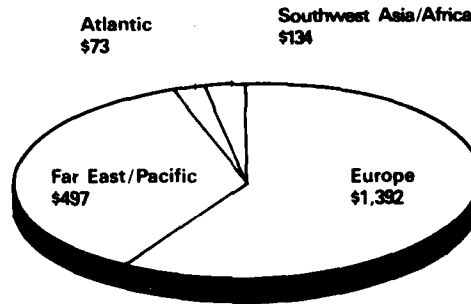 Atlantic
$73
Southwest Asia/Africa
$134
Far East/Pacific
$497
Europe
$1,392